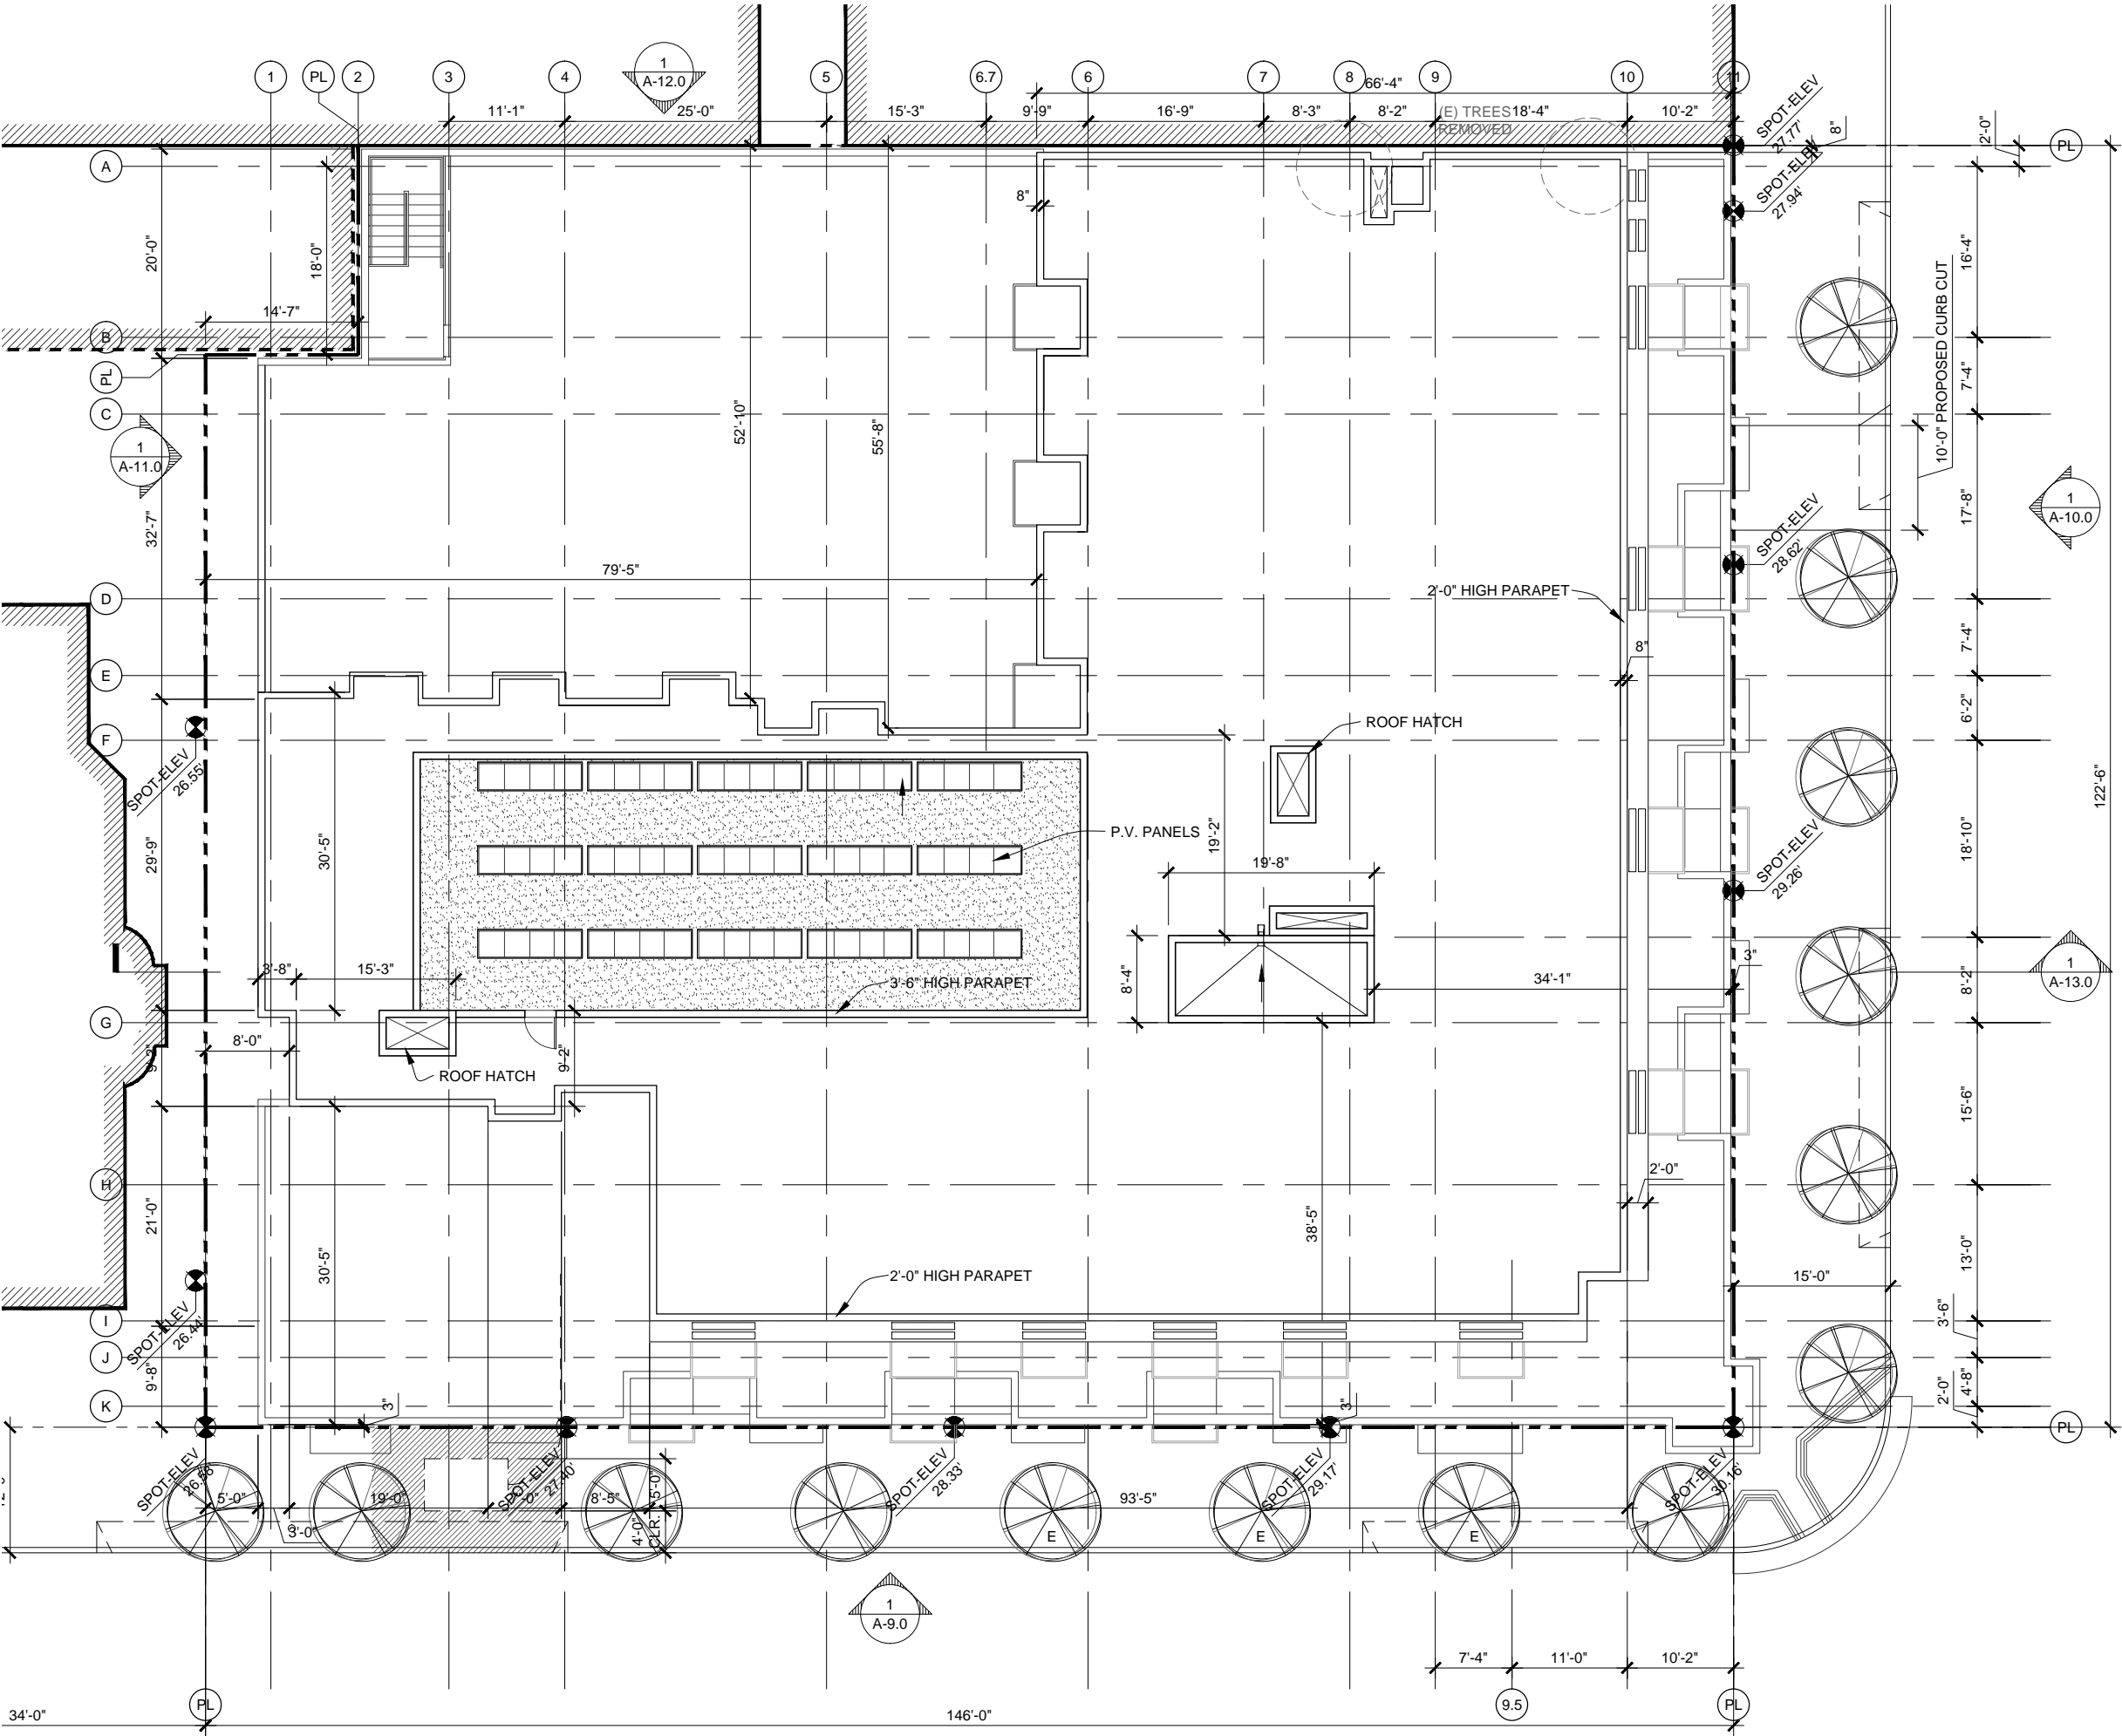 1
PL
2
3
4
1
A-12.0
5
6.7
6
7
8
9
10
11
66'-4"
11'-1"
25'-0"
15'-3"
9'-9"
16'-9"
8'-3"
8'-2"
(E) TREES
REMOVED
18'-4"
10'-2"
SPOT-ELEV
27.77'
8"
2'-0"
PL
A
SPOT-ELEV
27.94'
8"
20'-0"
18'-0"
16'-4"
14'-7"
B
PL
C
10'-0" PROPOSED CURB CUT
7'-4"
52'-10"
55'-8"
1
A-11.0
32'-7"
17'-8"
1
A-10.0
SPOT-ELEV
28.62'
79'-5"
D
2'-0" HIGH PARAPET
7'-4"
8"
E
6'-2"
F
ROOF HATCH
SPOT-ELEV
26.55'
122'-6"
P.V. PANELS
19'-2"
18'-10"
29'-9"
30'-5"
19'-8"
SPOT-ELEV
29.26'
3'-8"
15'-3"
3'-6" HIGH PARAPET
8'-4"
34'-1"
3"
8'-2"
1
A-13.0
G
8'-0"
9'-2"
9'-2"
ROOF HATCH
15'-6"
H
2'-0"
21'-0"
30'-5"
38'-5"
13'-0"
2'-0" HIGH PARAPET
15'-0"
I
SPOT-ELEV
26.44'
3'-6"
J
9'-8"
4'-8"
2'-0"
K
3"
3"
PL
SPOT-ELEV
26.58'
SPOT-ELEV
27.40'
SPOT-ELEV
28.33'
SPOT-ELEV
29.17'
SPOT-ELEV
30.16'
5'-0"
19'-0"
8'-5"
5'-0"
93'-5"
3'-0"
4'-0"
CLR.
E
E
E
1
A-9.0
7'-4"
11'-0"
10'-2"
PL
9.5
PL
34'-0"
146'-0"